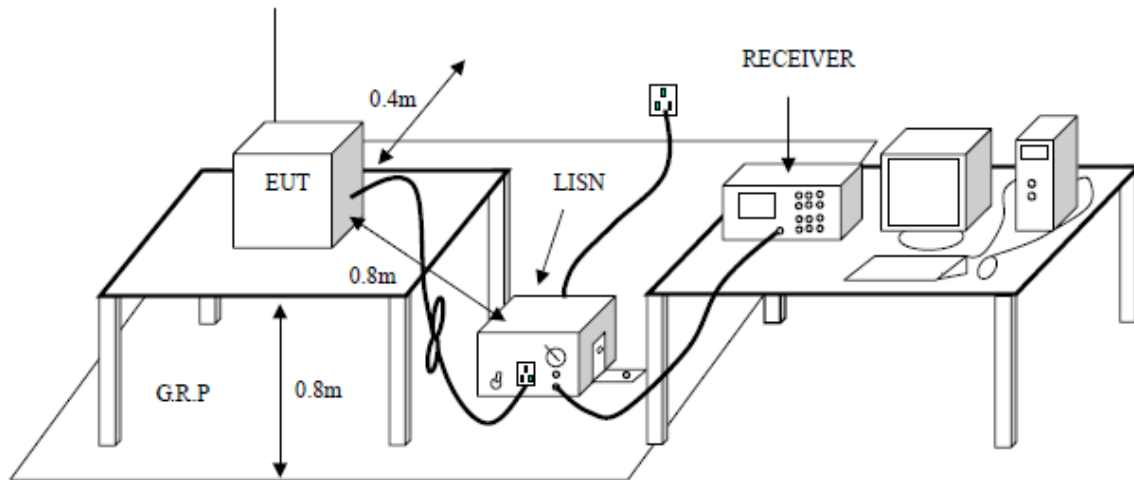 RECEIVER
0.4m
EUT
LISN
0.8m
G.R.P
0.8m